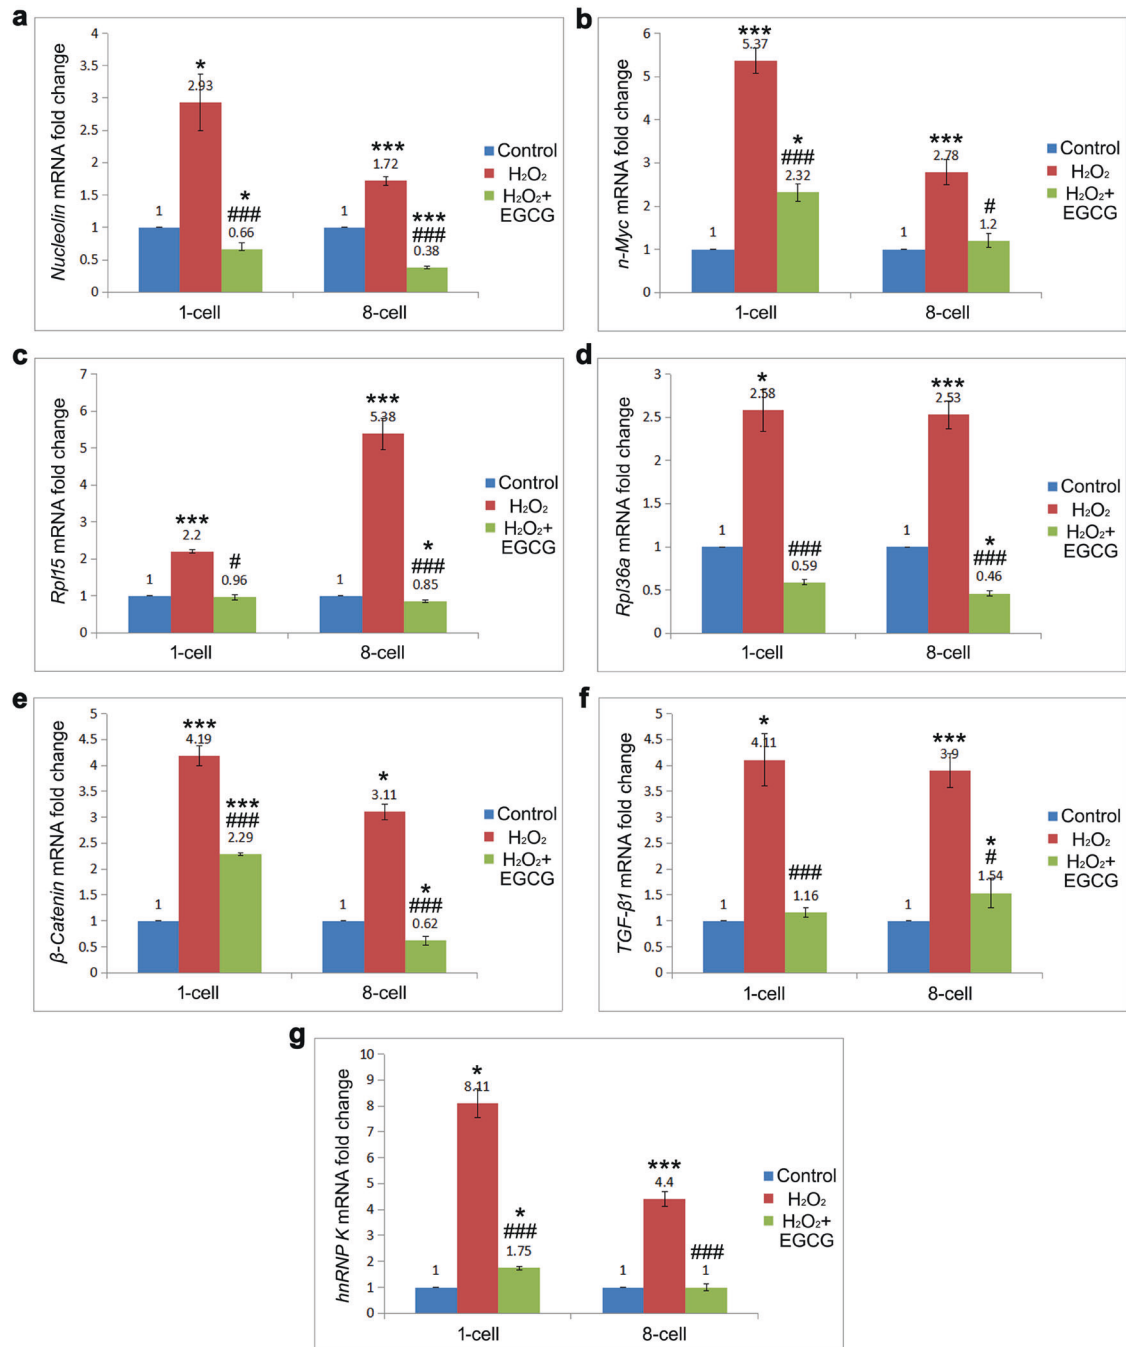 a
Nucleolin mRNA fold change
4
3.5
3
2.5
2
1.5
1
0.5
0
*
2.93
***
1.72
*
###
0.66
***
###
0.38
1
1
1-cell
8-cell
Control
H₂O₂
H₂O₂+
EGCG
b
n-Myc mRNA fold change
6
5
4
3
2
1
0
***
5.37
*
###
2.32
***
2.78
#
1.2
1
1
1-cell
8-cell
Control
H₂O₂
H₂O₂+
EGCG
c
Rpl15 mRNA fold change
7
6
5
4
3
2
1
0
***
5.38
***
2.2
#
0.96
*
###
0.85
1
1
1-cell
8-cell
Control
H₂O₂
H₂O₂+
EGCG
d
Rpl36a mRNA fold change
3
2.5
2
1.5
1
0.5
0
*
2.58
***
2.53
###
0.59
*
###
0.46
1
1
1-cell
8-cell
Control
H₂O₂
H₂O₂+
EGCG
e
β-Catenin mRNA fold change
5
4.5
4
3.5
3
2.5
2
1.5
1
0.5
0
***
4.19
*
3.11
***
###
2.29
*
###
0.62
1
1
1-cell
8-cell
Control
H₂O₂
H₂O₂+
EGCG
f
TGF-β1 mRNA fold change
5
4.5
4
3.5
3
2.5
2
1.5
1
0.5
0
*
4.11
***
3.9
###
1.16
*
#
1.54
1
1
1-cell
8-cell
Control
H₂O₂
H₂O₂+
EGCG
g
hnRNP K mRNA fold change
10
9
8
7
6
5
4
3
2
1
0
*
8.11
***
4.4
*
###
1.75
###
1
1
1
1-cell
8-cell
Control
H₂O₂
H₂O₂+
EGCG